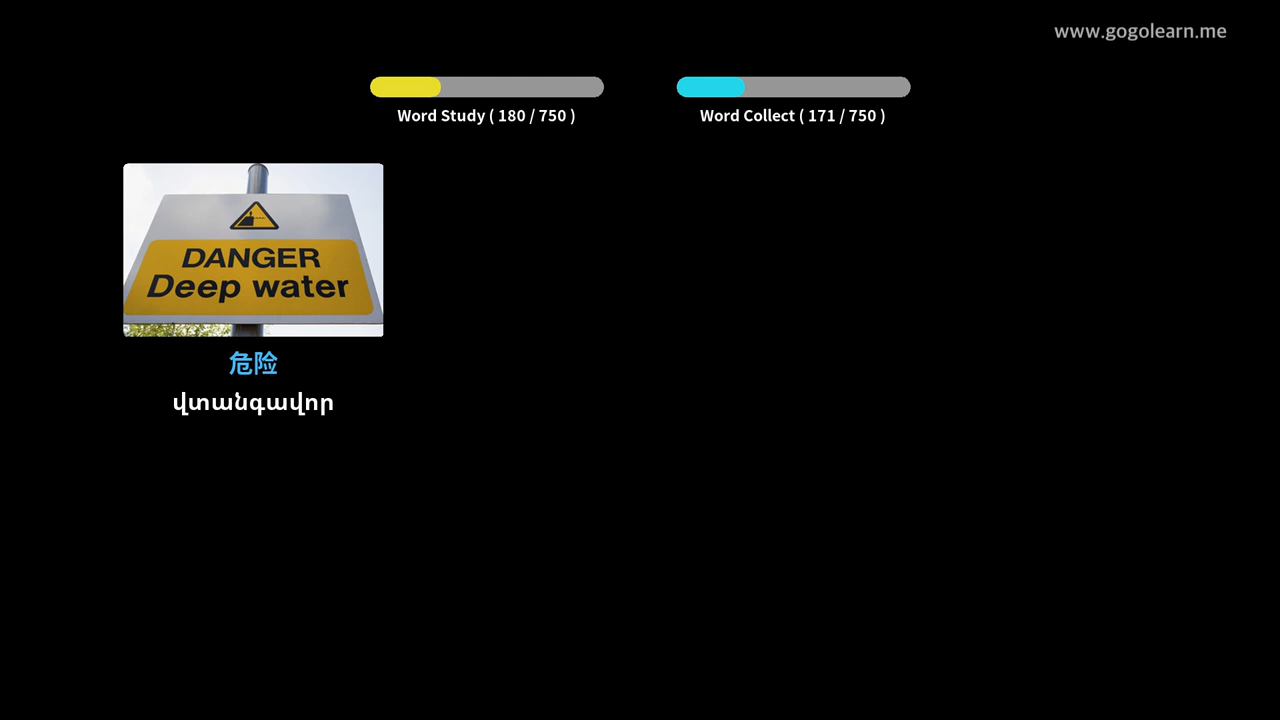 www.gogolearn.me
Word Study ( 180 / 750 )
Word Collect ( 171 / 750 )
DANGER
Deep water
危险
վտանգավոր